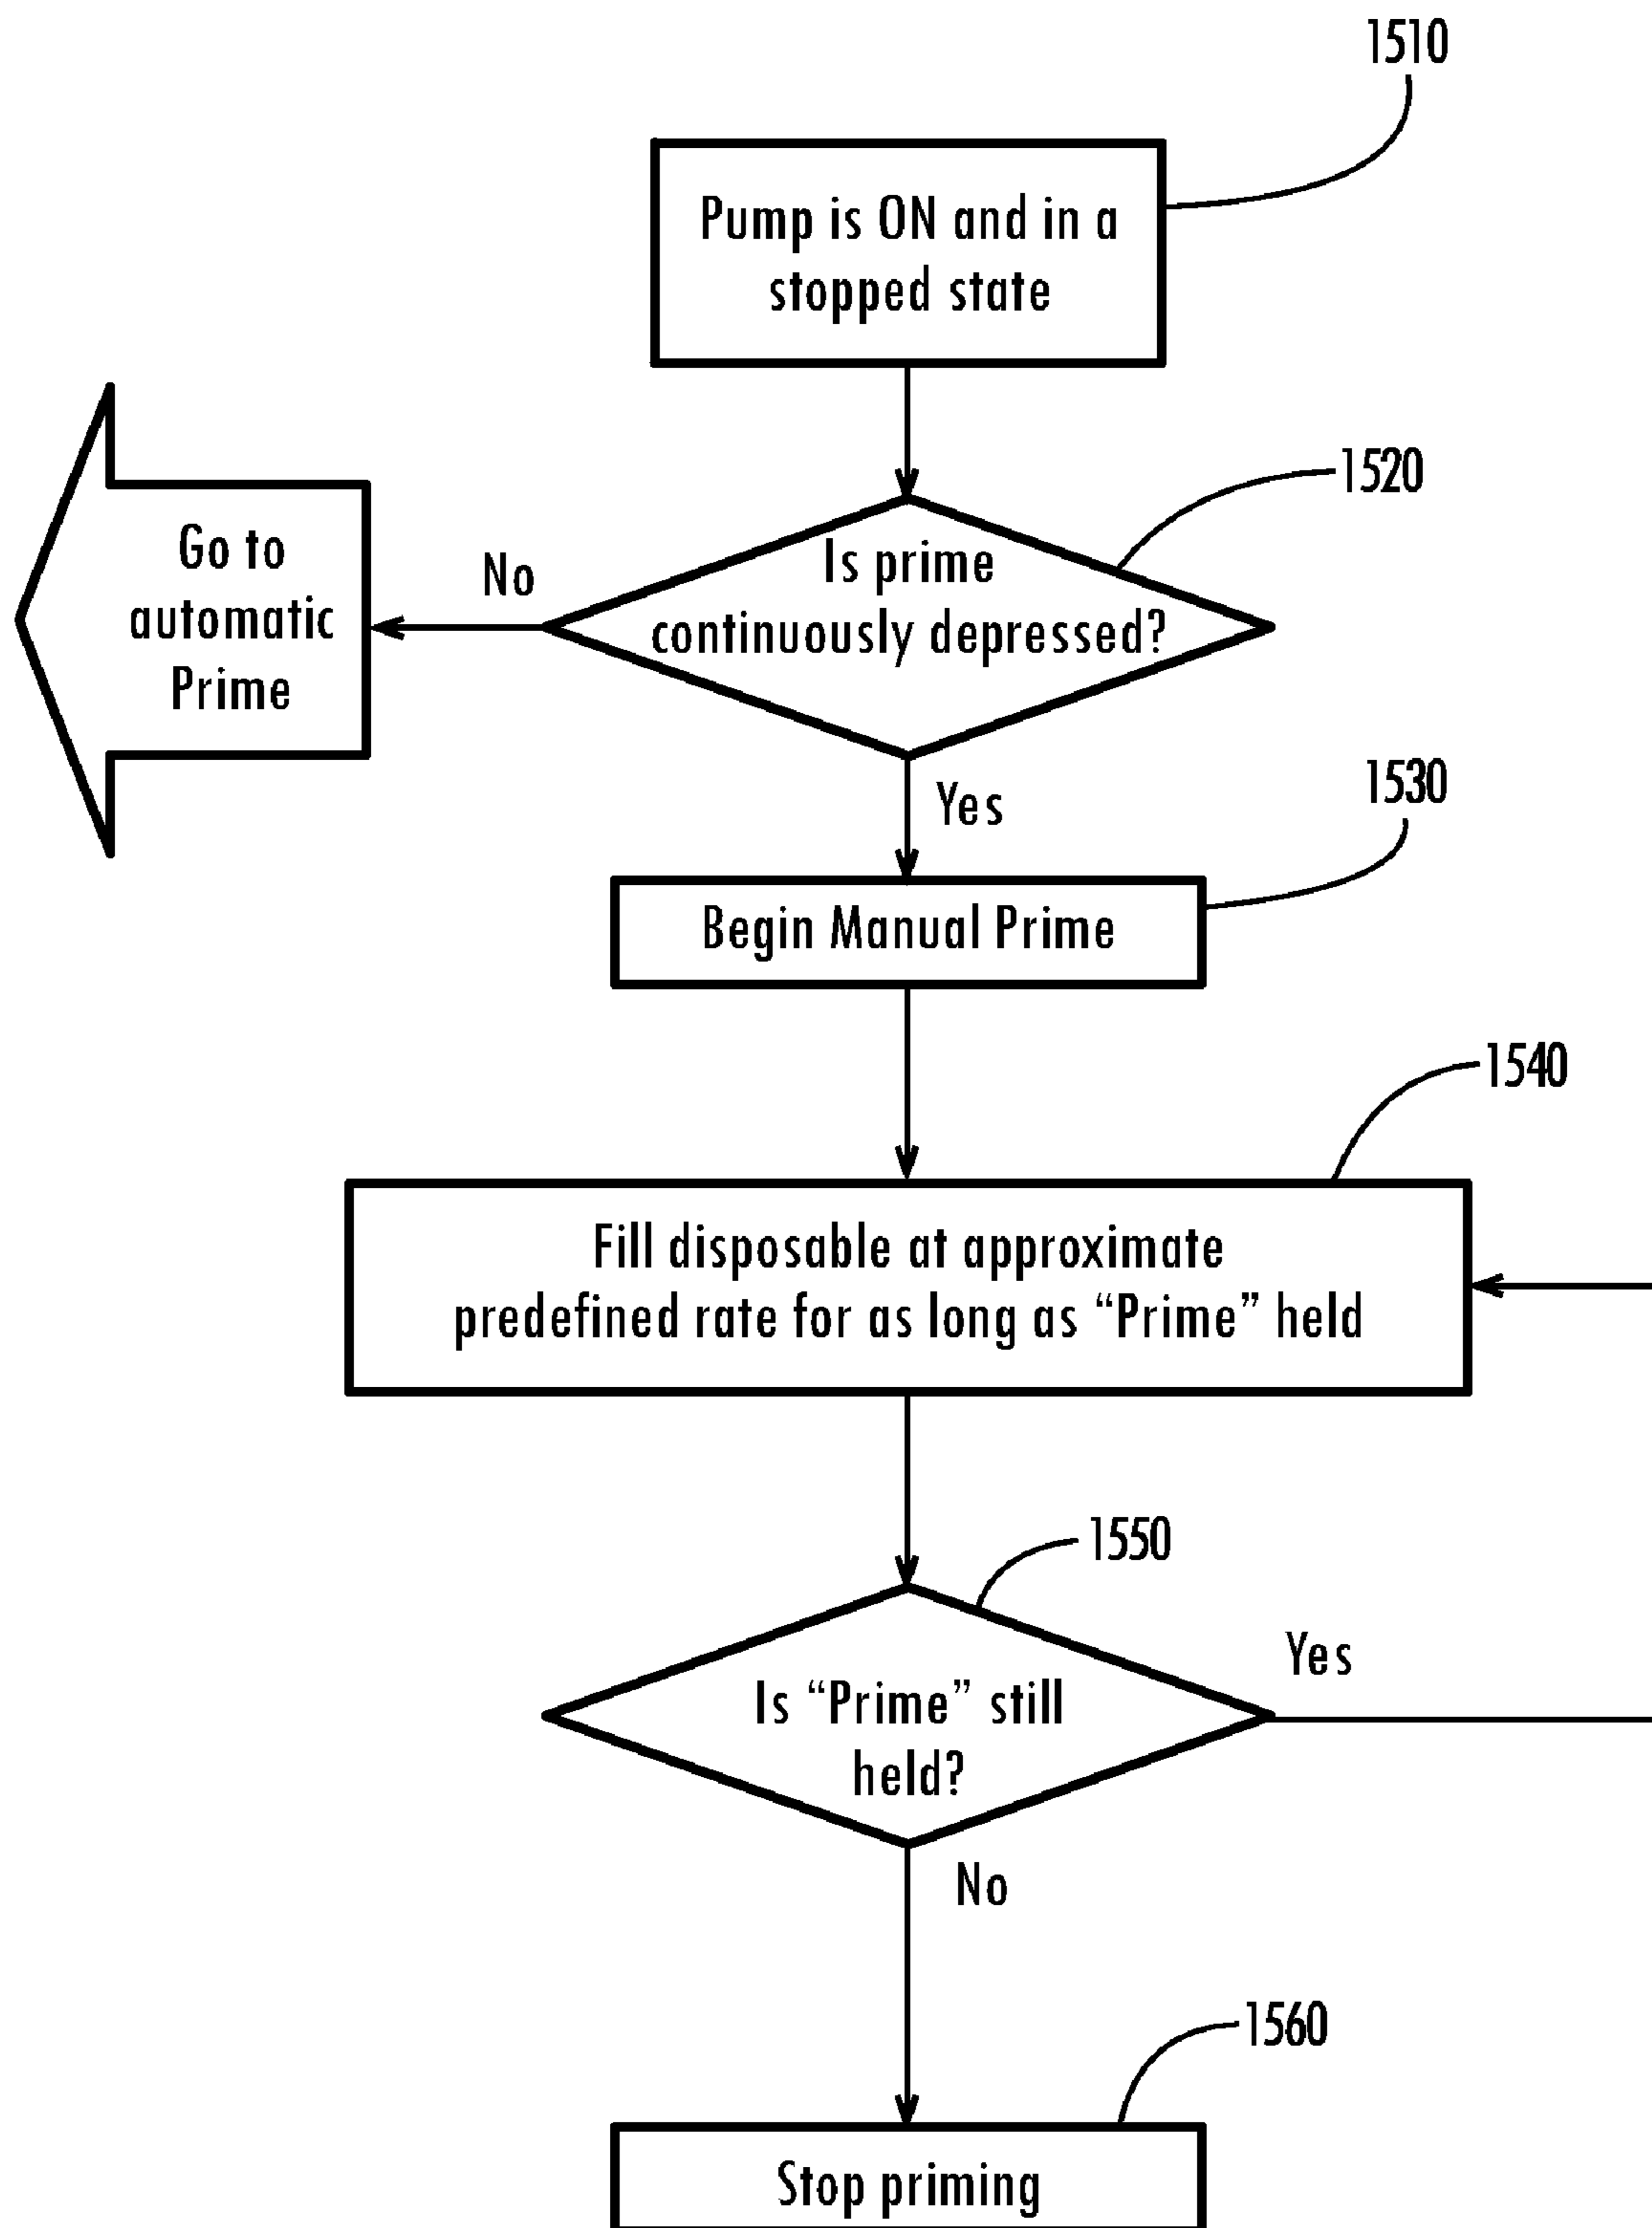 1510
Pump is ON and in a
stopped state
1520
Is prime
continuously depressed?
No
Go to
automatic
Prime
Yes
1530
Begin Manual Prime
1540
Fill disposable at approximate
predefined rate for as long as “Prime” held
1550
Is “Prime” still
held?
Yes
No
1560
Stop priming